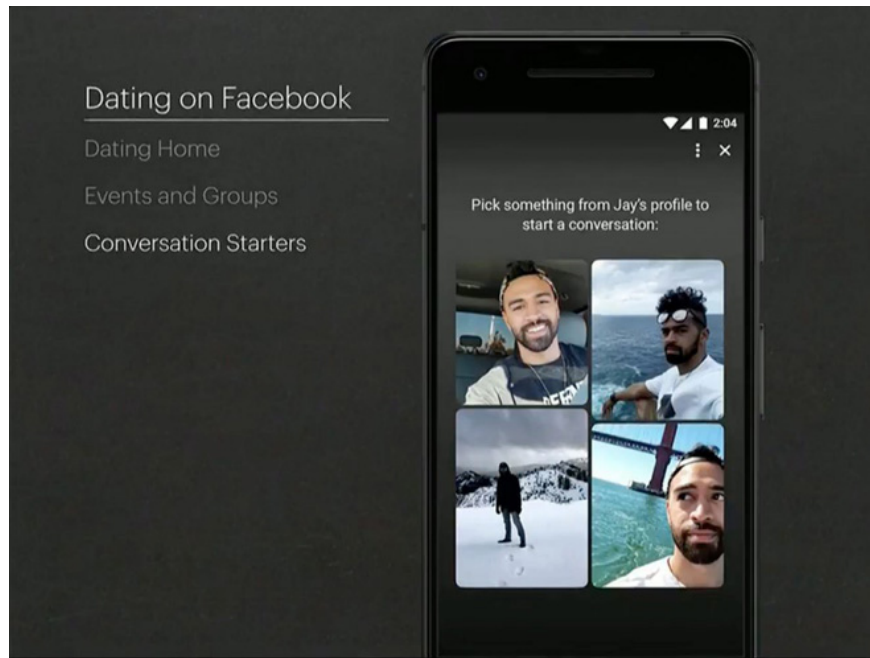 Dating on Facebook
Dating Home
Events and Groups
Conversation Starters
2:04
Pick something from Jay's profile to
start a conversation: